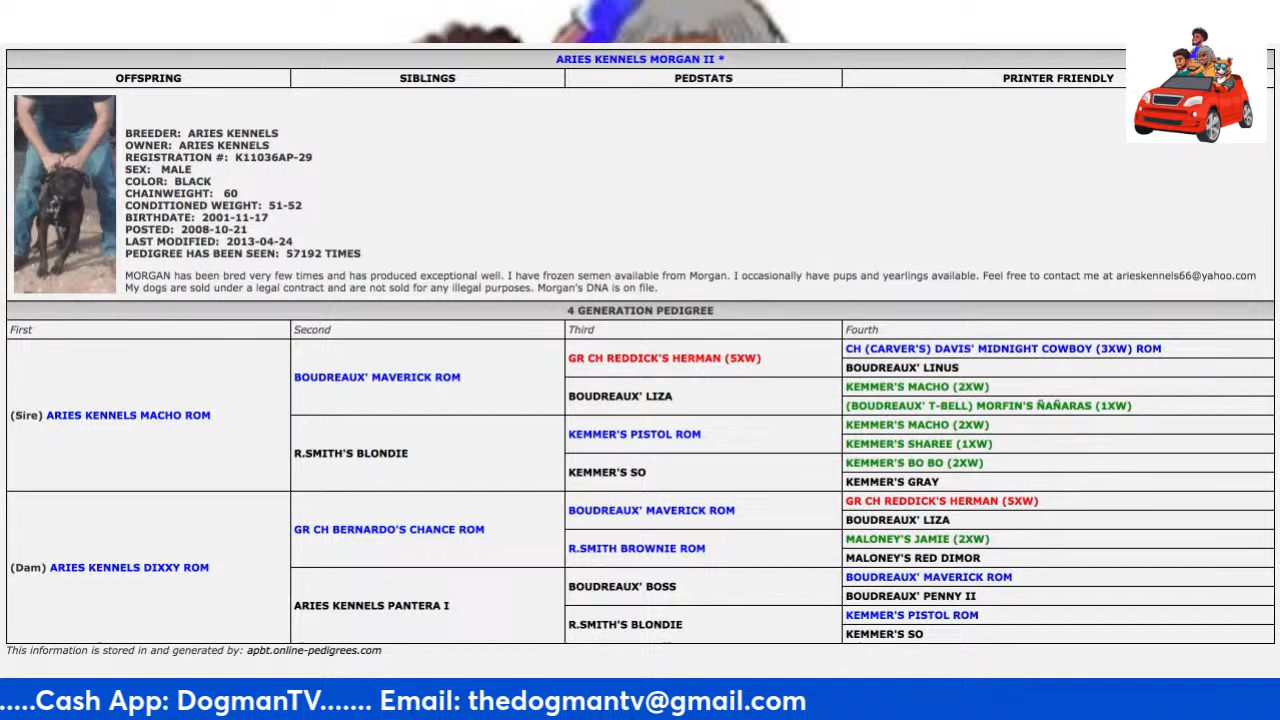 ARIES KENNELS MORGAN II *
OFFSPRING SIBLINGS PEDSTATS PRINTER FRIENDLY
BREEDER: ARIES KENNELS
OWNER: ARIES KENNELS
REGISTRATION #: K11036AP-29
SEX: MALE
COLOR: BLACK
CHAINWEIGHT: 60
CONDITIONED WEIGHT: 51-52
BIRTHDATE: 2001-11-17
POSTED: 2008-10-21
LAST MODIFIED: 2013-04-24
PEDIGREE HAS BEEN SEEN: 57192 TIMES
MORGAN has been bred very few times and has produced exceptional well. I have frozen semen available from Morgan. I occasionally have pups and yearlings available. Feel free to contact me at arieskennels66@yahoo.com
My dogs are sold under a legal contract and are not sold for any illegal purposes. Morgan's DNA is on file.
4 GENERATION PEDIGREE
First Second Third Fourth
(Sire) ARIES KENNELS MACHO ROM
BOUDREAUX' MAVERICK ROM
GR CH REDDICK'S HERMAN (5XW)
CH (CARVER'S) DAVIS' MIDNIGHT COWBOY (3XW) ROM
BOUDREAUX' LINUS
BOUDREAUX' LIZA
KEMMER'S MACHO (2XW)
(BOUDREAUX' T-BELL) MORFIN'S ÑAÑARAS (1XW)
R.SMITH'S BLONDIE
KEMMER'S PISTOL ROM
KEMMER'S MACHO (2XW)
KEMMER'S SHAREE (1XW)
KEMMER'S SO
KEMMER'S BO BO (2XW)
KEMMER'S GRAY
(Dam) ARIES KENNELS DIXXY ROM
GR CH BERNARDO'S CHANCE ROM
BOUDREAUX' MAVERICK ROM
GR CH REDDICK'S HERMAN (5XW)
BOUDREAUX' LIZA
R.SMITH BROWNIE ROM
MALONEY'S JAMIE (2XW)
MALONEY'S RED DIMOR
ARIES KENNELS PANTERA I
BOUDREAUX' BOSS
BOUDREAUX' MAVERICK ROM
BOUDREAUX' PENNY II
R.SMITH'S BLONDIE
KEMMER'S PISTOL ROM
KEMMER'S SO
This information is stored in and generated by: apbt.online-pedigrees.com
.....Cash App: DogmanTV....... Email: thedogmantv@gmail.com